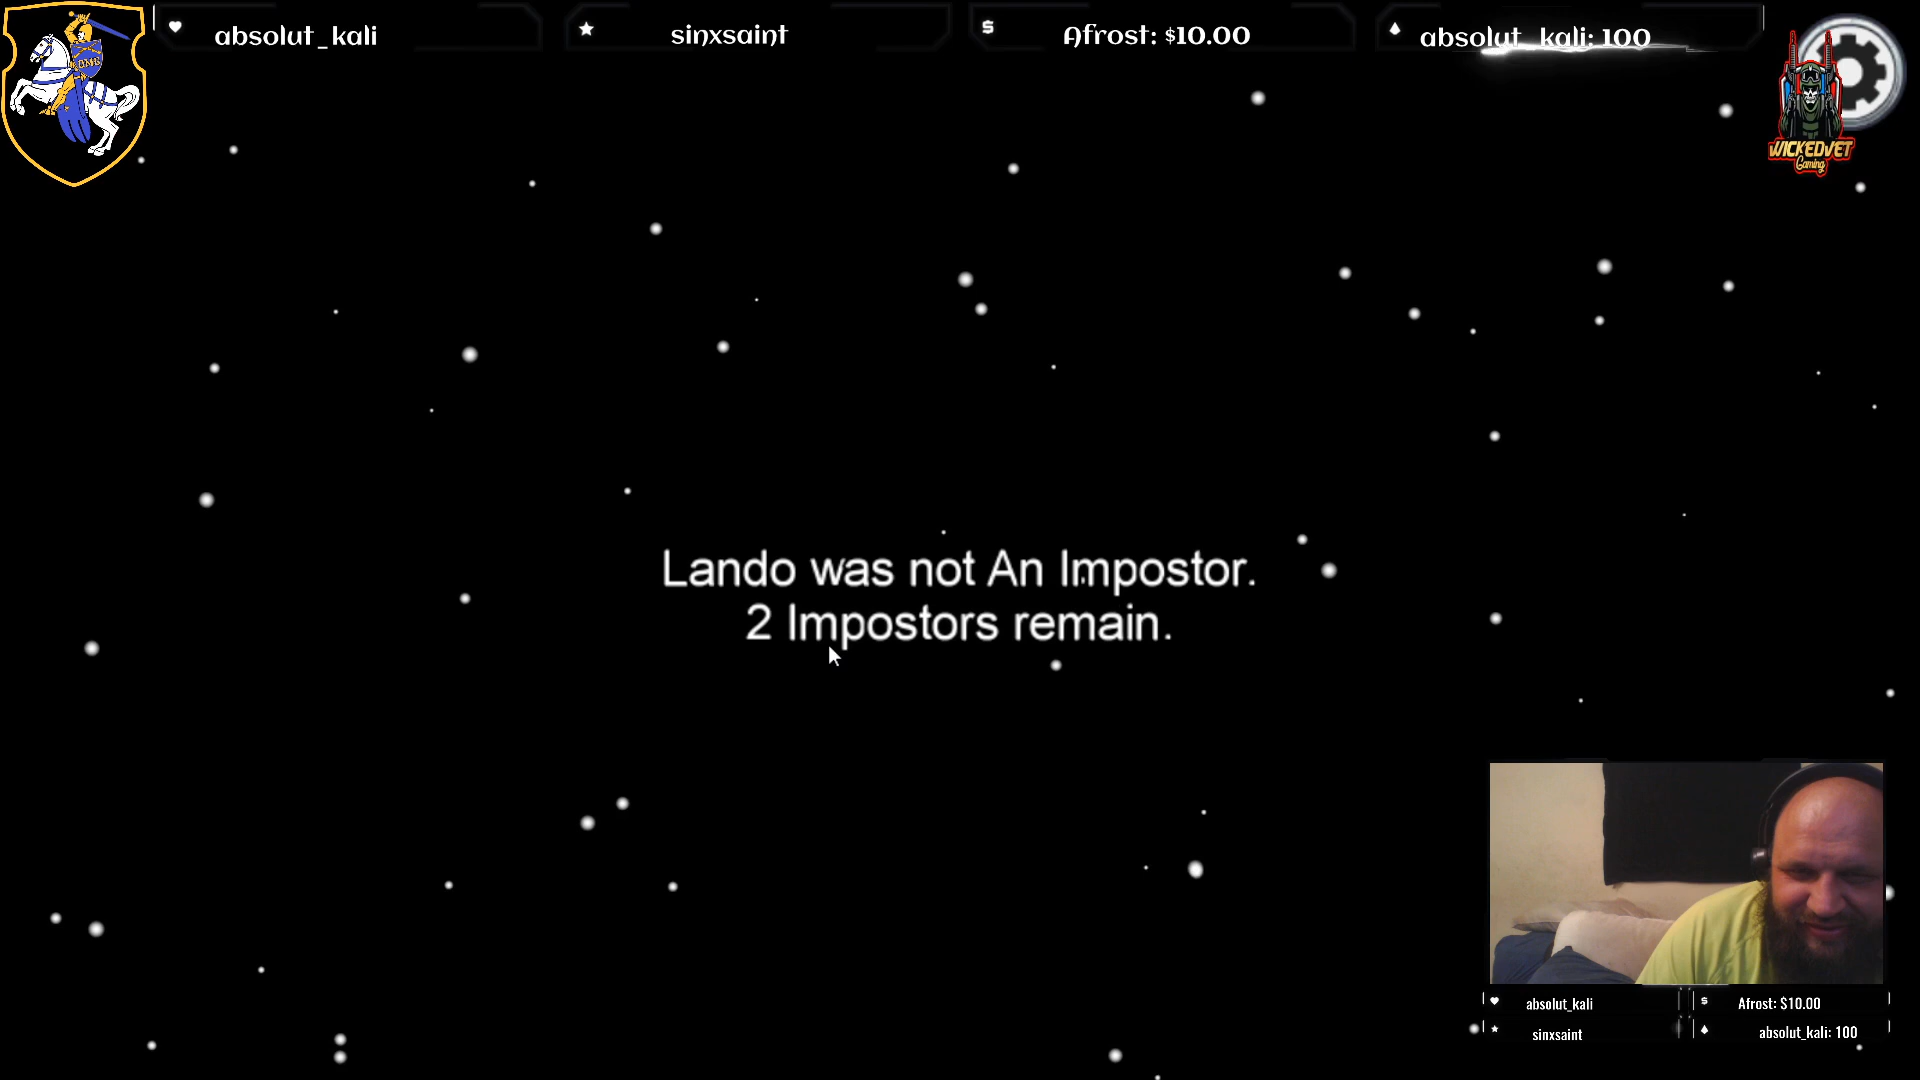 absolut_kali
sinxsaint
$ Afrost: $10.00
absolut_kali: 100
WICKEDVET
Gaming
Lando was not An Impostor.
2 Impostors remain.
absolut_kali
$ Afrost: $10.00
sinxsaint
absolut_kali: 100